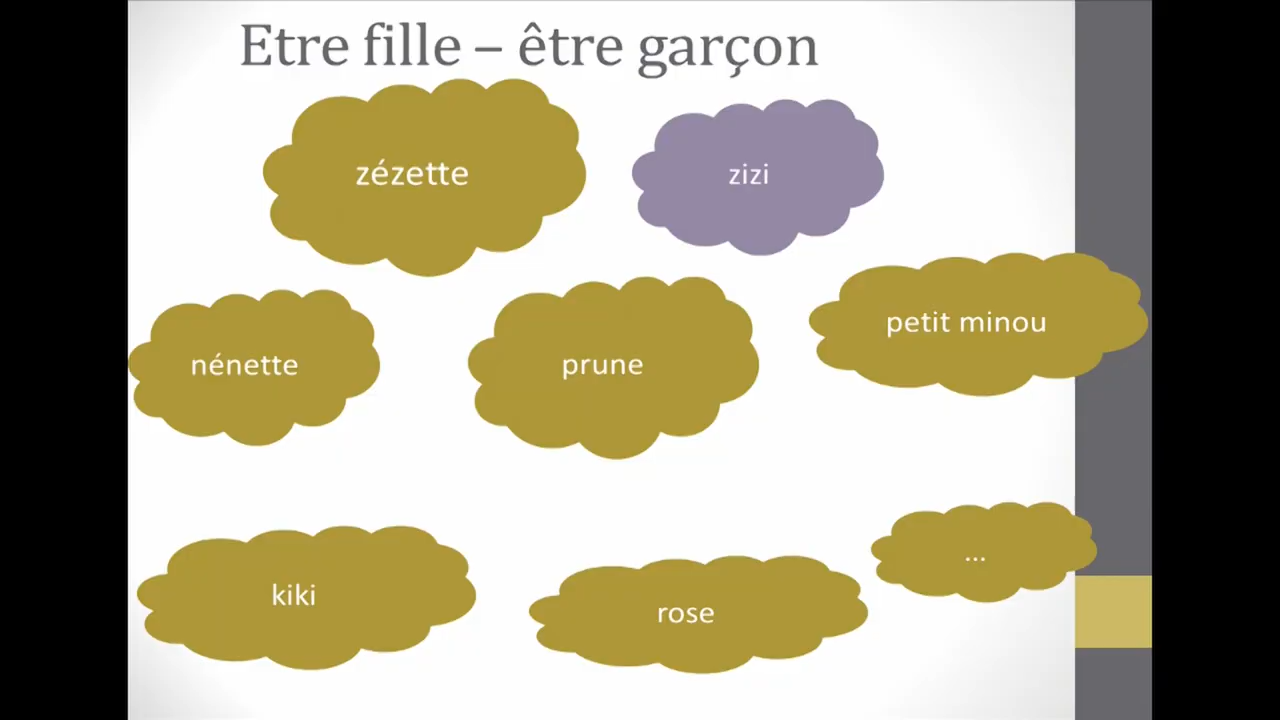 Etre fille – être garçon
zézette
zizi
petit minou
nénette
prune
kiki
rose
...